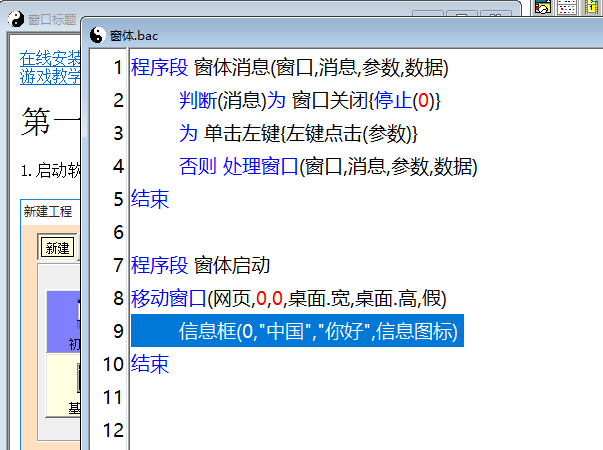 窗口标题
窗体.bac
在线安装
游戏教学
第一
1. 启动软
新建工程
新建
初
基
1 程序段 窗体消息(窗口,消息,参数,数据)
2 判断(消息)为 窗口关闭{停止(0)}
3 为 单击左键{左键点击(参数)}
4 否则 处理窗口(窗口,消息,参数,数据)
5 结束
6
7 程序段 窗体启动
8 移动窗口(网页,0,0,桌面.宽,桌面.高,假)
9 信息框(0,"中国","你好",信息图标)
10 结束
11
12